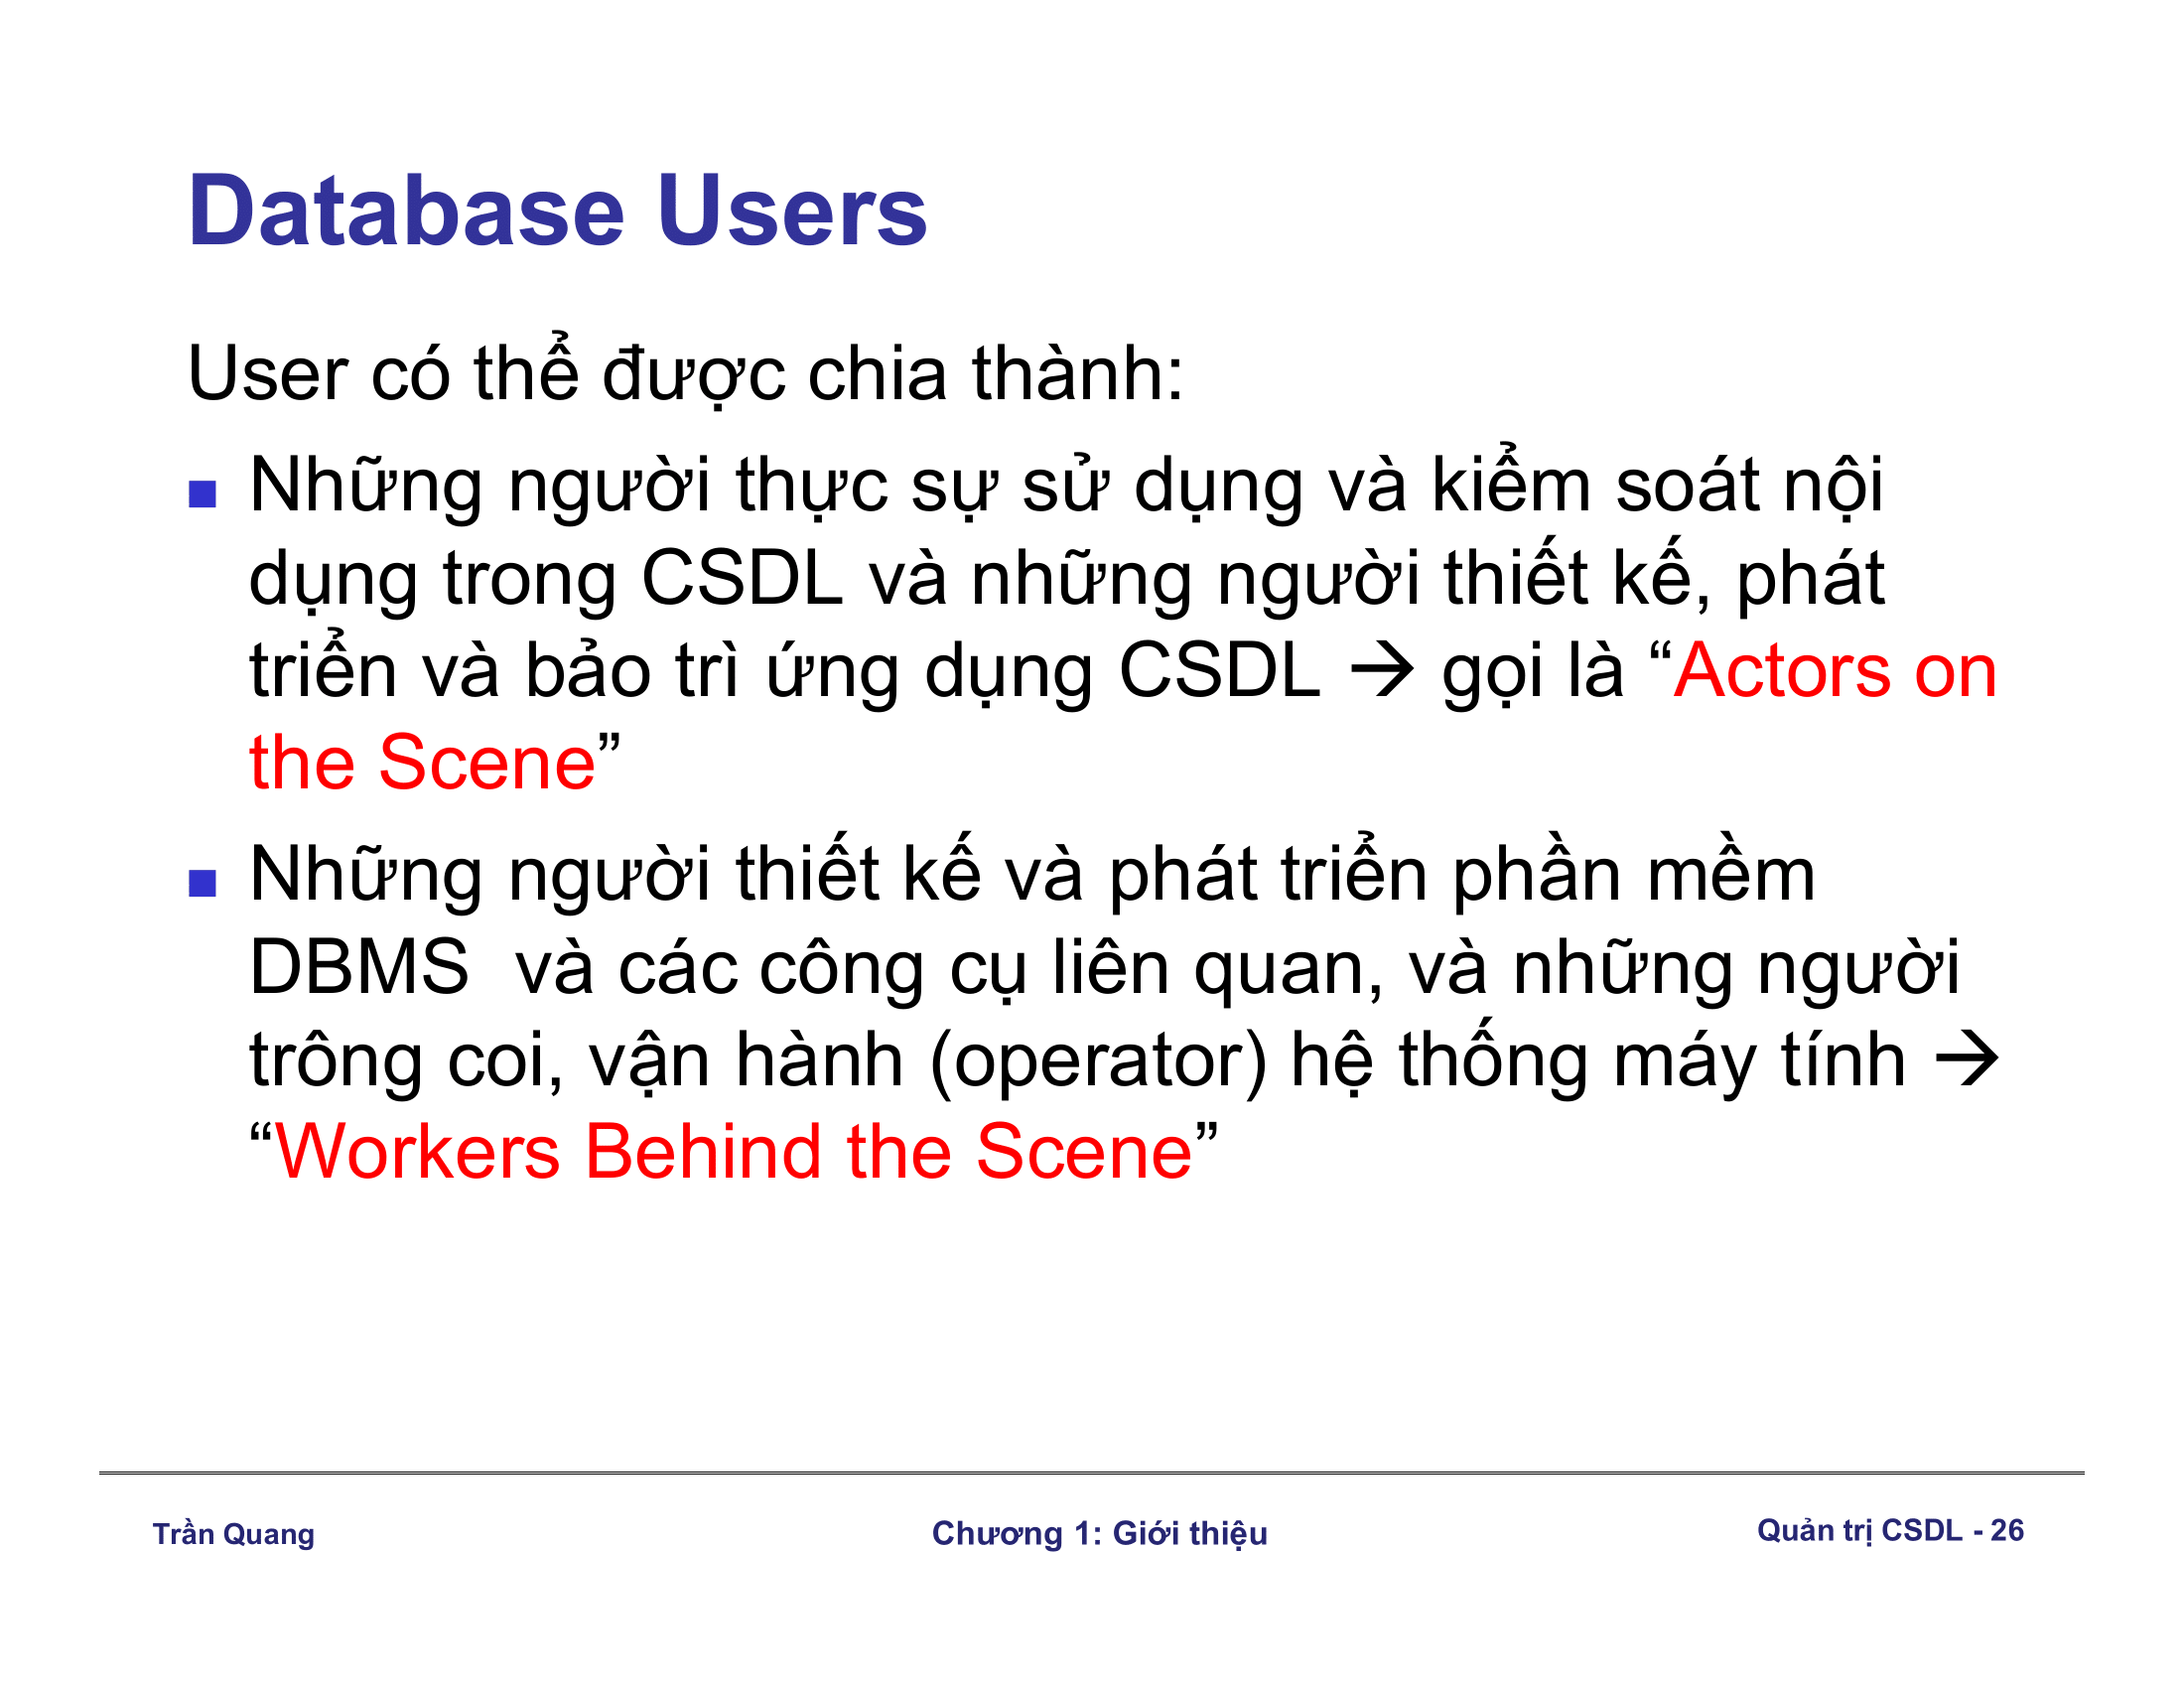 Database Users
User có thể được chia thành:
■ Những người thực sự sử dụng và kiểm soát nội
dụng trong CSDL và những người thiết kế, phát
triển và bảo trì ứng dụng CSDL → gọi là “Actors on
the Scene”
■ Những người thiết kế và phát triển phần mềm
DBMS và các công cụ liên quan, và những người
trông coi, vận hành (operator) hệ thống máy tính →
“Workers Behind the Scene”
Trần Quang
Chương 1: Giới thiệu
Quản trị CSDL - 26